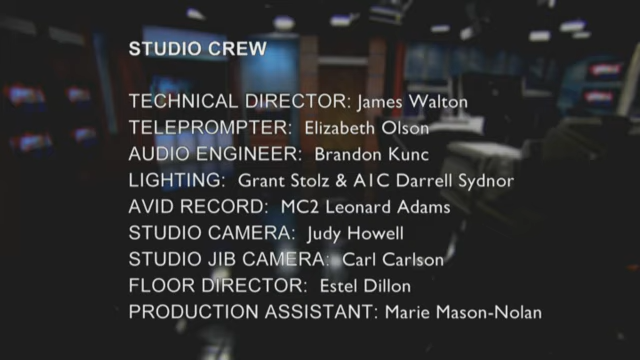 STUDIO CREW
TECHNICAL DIRECTOR: James Walton
TELEPROMPTER: Elizabeth Olson
AUDIO ENGINEER: Brandon Kunc
LIGHTING: Grant Stolz & A1C Darrell Sydnor
AVID RECORD: MC2 Leonard Adams
STUDIO CAMERA: Judy Howell
STUDIO JIB CAMERA: Carl Carlson
FLOOR DIRECTOR: Estel Dillon
PRODUCTION ASSISTANT: Marie Mason-Nolan